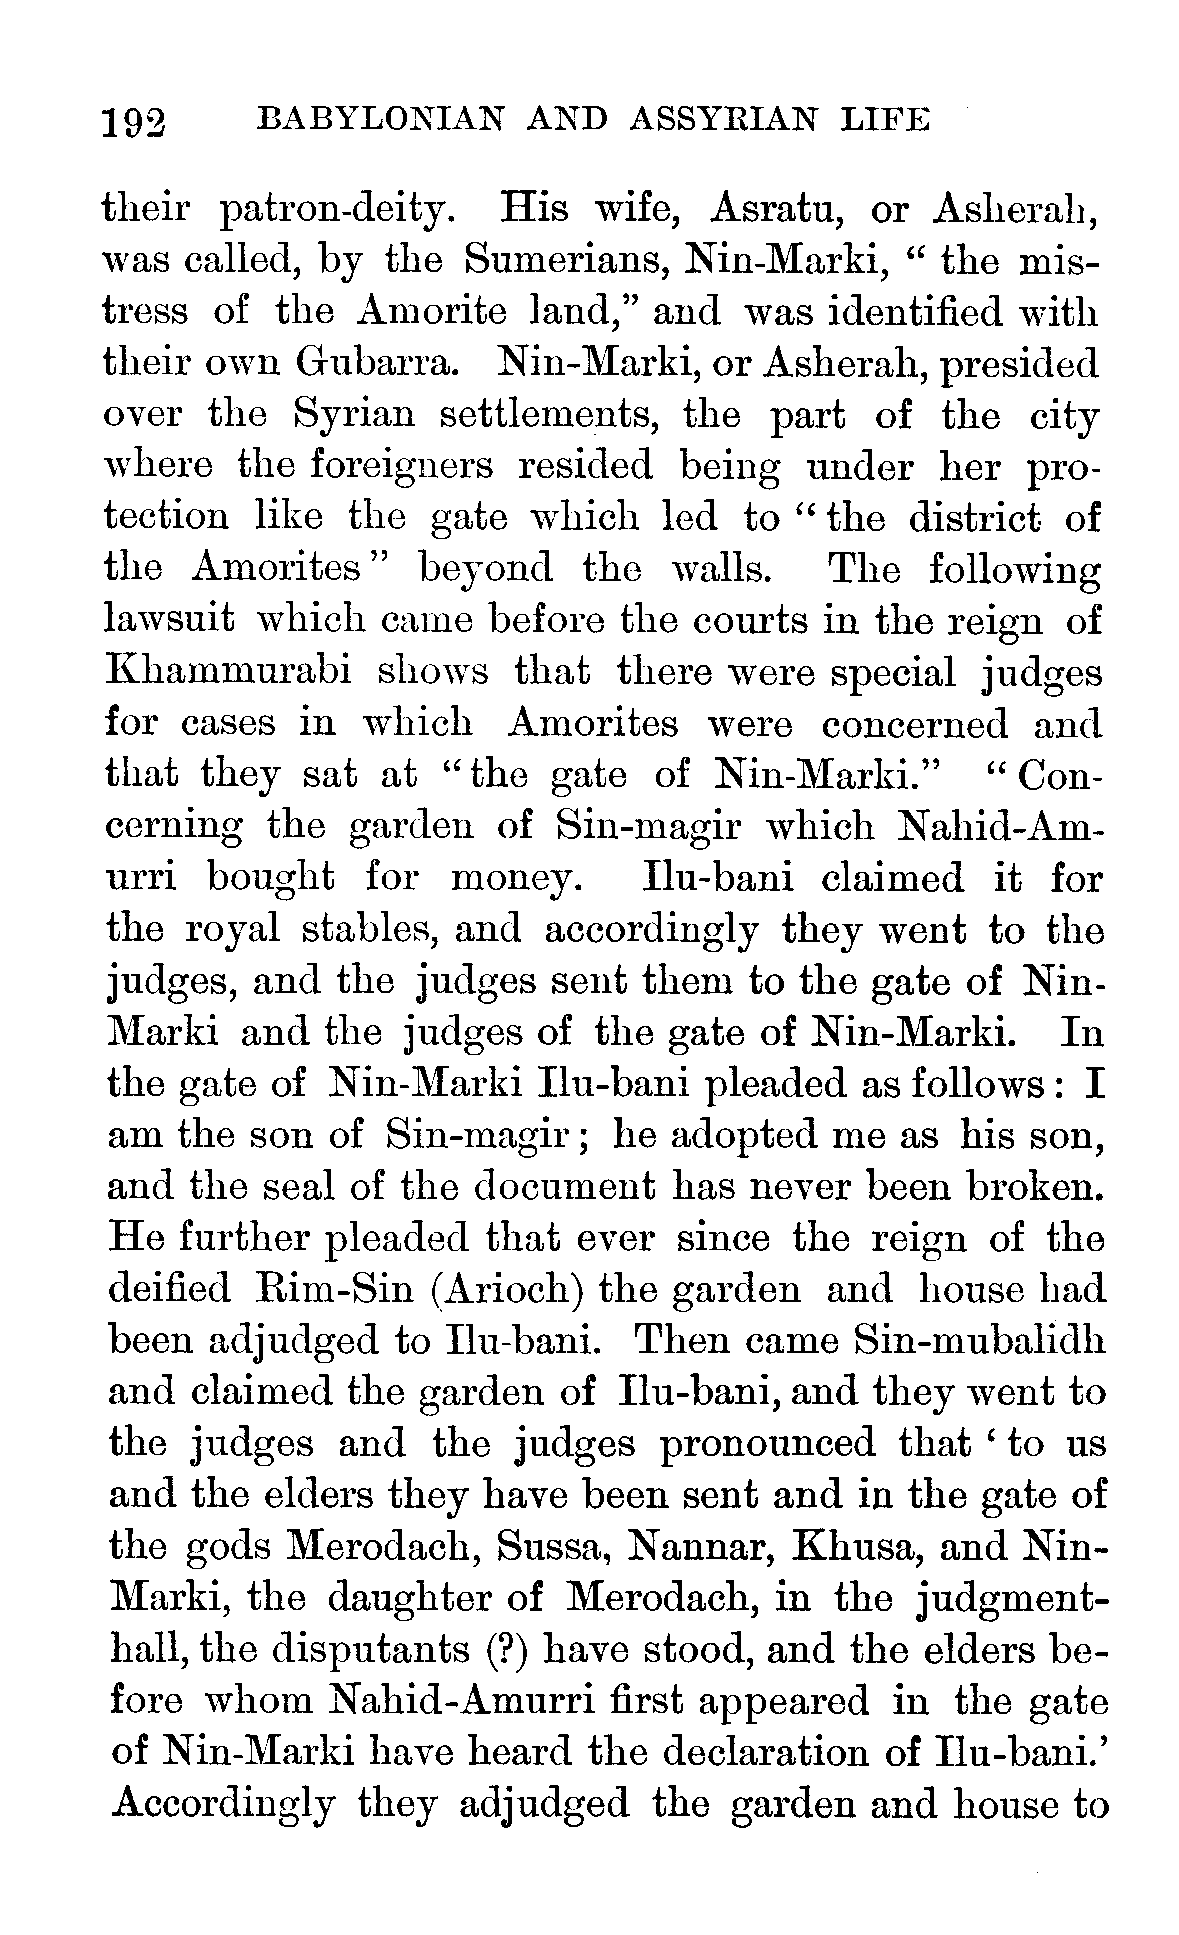 192 BABYLONIAN AND ASSYRIAN LIFE
their patron-deity. His wife, Asratu, or Asherah,
was called, by the Sumerians, Nin-Marki, “ the mis-
tress of the Amorite land,” and was identified with
their own Gubarra. Nin-Marki, or Asherah, presided
over the Syrian settlements, the part of the city
where the foreigners resided being under her pro-
tection like the gate which led to “ the district of
the Amorites ” beyond the walls. The following
lawsuit which came before the courts in the reign of
Khammurabi shows that there were special judges
for cases in which Amorites were concerned and
that they sat at “ the gate of Nin-Marki.” “ Con-
cerning the garden of Sin-magir which Nahid-Am-
urri bought for money. Ilu-bani claimed it for
the royal stables, and accordingly they went to the
judges, and the judges sent them to the gate of Nin-
Marki and the judges of the gate of Nin-Marki. In
the gate of Nin-Marki Ilu-bani pleaded as follows : I
am the son of Sin-magir ; he adopted me as his son,
and the seal of the document has never been broken.
He further pleaded that ever since the reign of the
deified Rim-Sin (Arioch) the garden and house had
been adjudged to Ilu-bani. Then came Sin-mubalidh
and claimed the garden of Ilu-bani, and they went to
the judges and the judges pronounced that ‘ to us
and the elders they have been sent and in the gate of
the gods Merodach, Sussa, Nannar, Khusa, and Nin-
Marki, the daughter of Merodach, in the judgment-
hall, the disputants (?) have stood, and the elders be-
fore whom Nahid-Amurri first appeared in the gate
of Nin-Marki have heard the declaration of Ilu-bani.’
Accordingly they adjudged the garden and house to